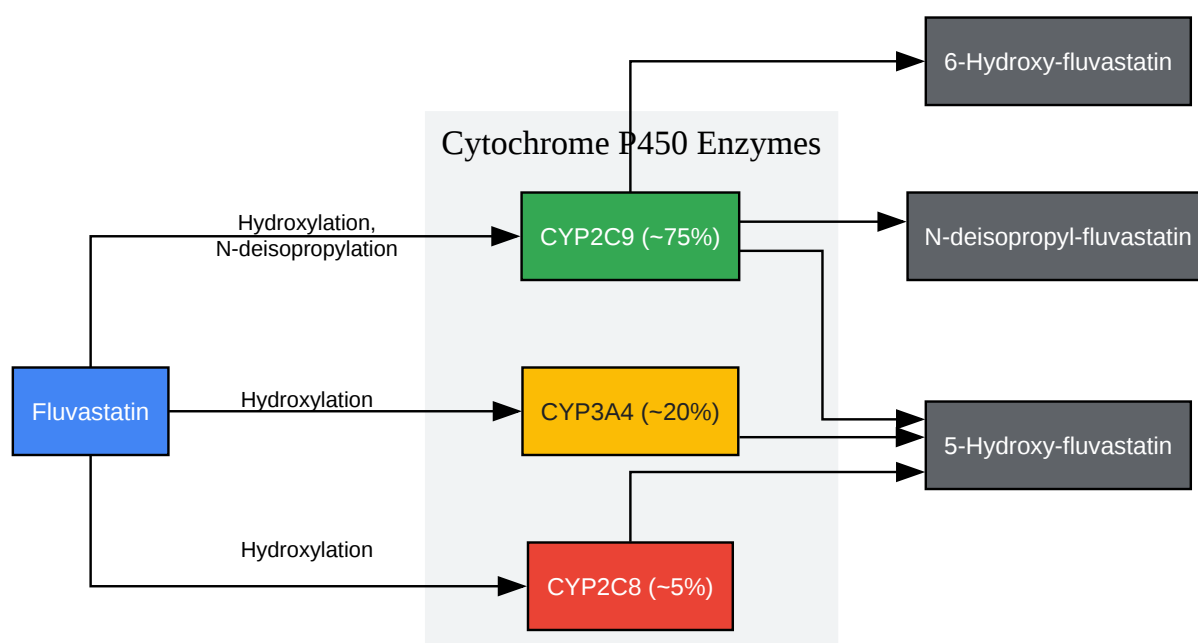 6-Hydroxy-fluvastatin
Cytochrome P450 Enzymes
Hydroxylation,
N-deisopropylation
CYP2C9 (~75%)
N-deisopropyl-fluvastatin
Fluvastatin
Hydroxylation
CYP3A4 (~20%)
5-Hydroxy-fluvastatin
Hydroxylation
CYP2C8 (~5%)